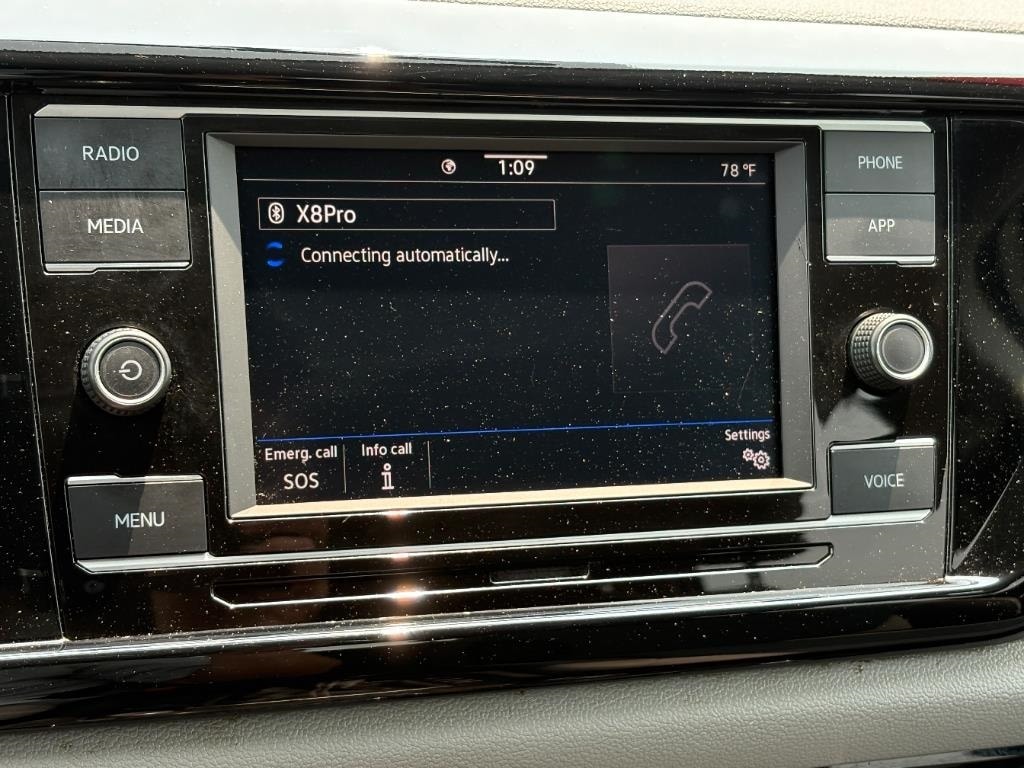 RADIO
MEDIA
MENU
1:09
78 °F
X8Pro
Connecting automatically...
Emerg. call
SOS
Info call
i
Settings
PHONE
APP
VOICE